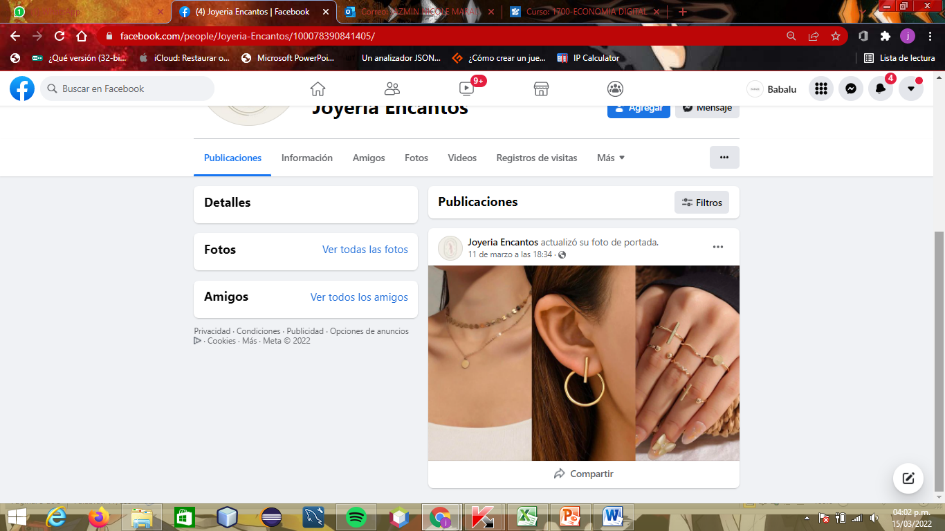 (4) Joyeria Encantos | Facebook
Curso: 1700-ECONOMIA DIGITAL
facebook.com/people/Joyeria-Encantos/100078390841405/
¿Qué versión (32-bi...
iCloud: Restaurar o...
Microsoft PowerPoi...
Un analizador JSON...
¿Cómo crear un jue...
IP Calculator
Lista de lectura
Buscar en Facebook
9+
Babalu
4
Joyeria Encantos
Agregar
Mensaje
Publicaciones
Información
Amigos
Fotos
Videos
Registros de visitas
Más
Detalles
Fotos
Ver todas las fotos
Amigos
Ver todos los amigos
Privacidad · Condiciones · Publicidad · Opciones de anuncios
· Cookies · Más · Meta © 2022
Publicaciones
Filtros
Joyeria Encantos actualizó su foto de portada.
11 de marzo a las 18:34 ·
Compartir
04:02 p.m.
15/03/2022